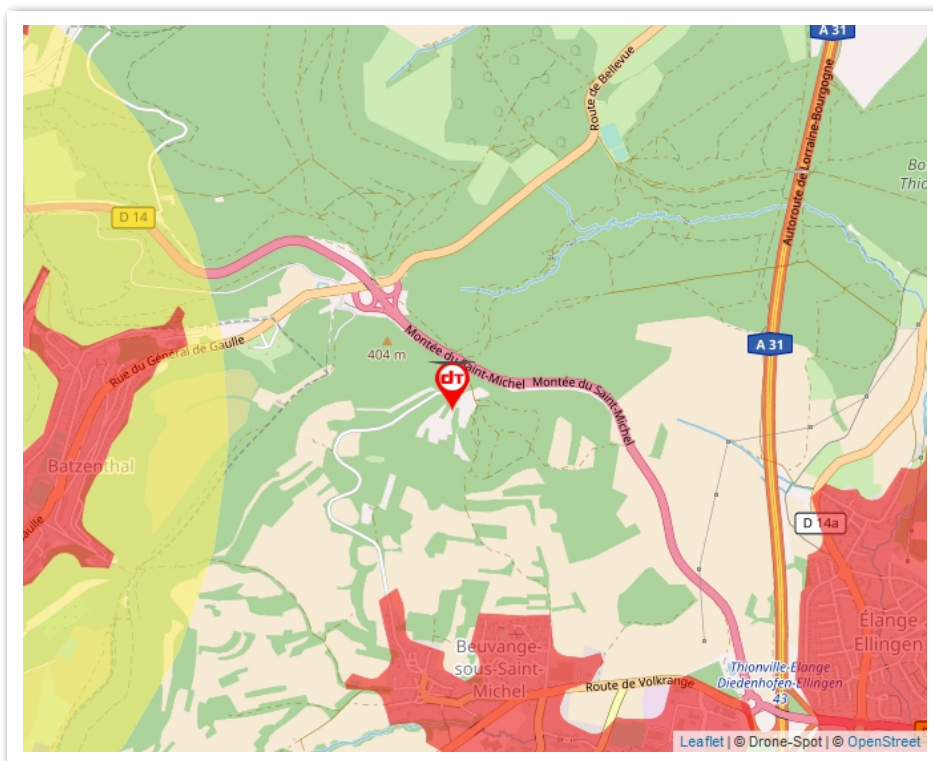 A 31
Route de Bellevue
Autoroute de Lorraine-Bourgogne
Bo
Thio
D 14
Rue du Général de Gaulle
404 m
Montée du Saint-Michel
Montée du Saint-Michel
dT
A 31
Batzenthal
aulle
D 14a
Élange
Ellingen
Beuvange-
sous-Saint-
Michel
Thionville-Élange
Diedenhofen-Ellingen
43
Route de Volkrange
Leaflet | © Drone-Spot | © OpenStreet